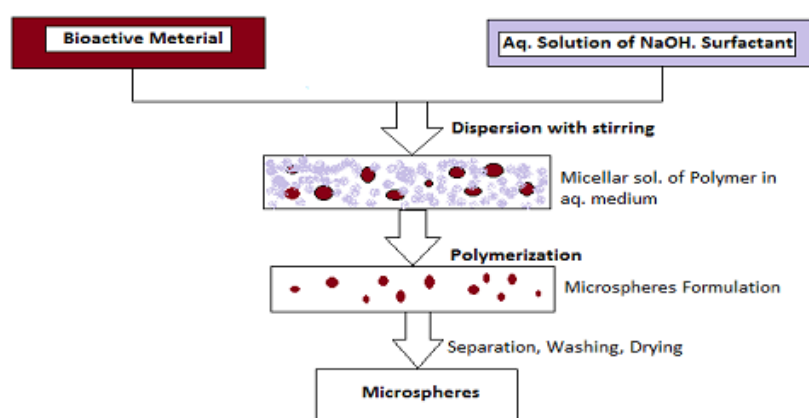 Bioactive Meterial
Aq. Solution of NaOH. Surfactant
Dispersion with stirring
Micellar sol. of Polymer in
aq. medium
Polymerization
Microspheres Formulation
Separation, Washing, Drying
Microspheres